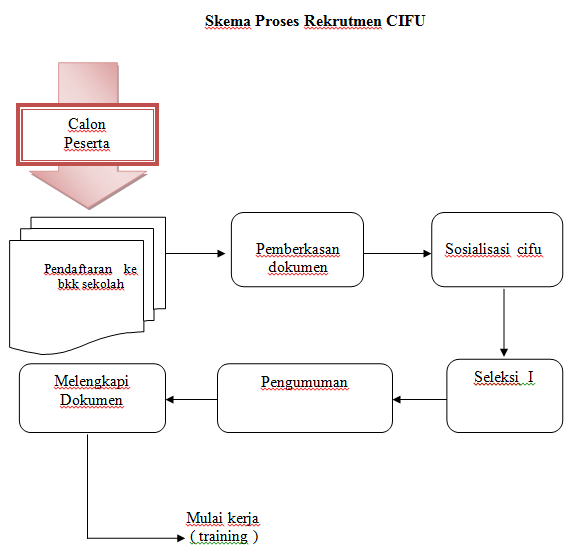 Skema Proses Rekrutmen CIFU
Calon
Peserta
Pendaftaran ke
bkk sekolah
Pemberkasan
dokumen
Sosialisasi cifu
Seleksi I
Pengumuman
Melengkapi
Dokumen
Mulai kerja
( training )